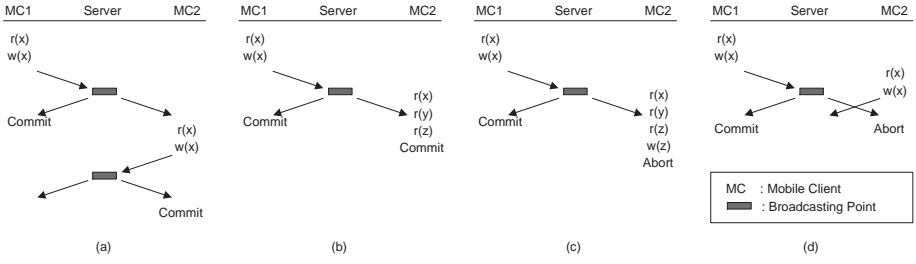 MC1 Server MC2
r(x)
w(x)
Commit
r(x)
w(x)
Commit
(a)
MC1 Server MC2
r(x)
w(x)
Commit
r(x)
r(y)
r(z)
Commit
(b)
MC1 Server MC2
r(x)
w(x)
Commit
r(x)
r(y)
r(z)
w(z)
Abort
(c)
MC1 Server MC2
r(x)
w(x)
r(x)
w(x)
Commit Abort
MC : Mobile Client
: Broadcasting Point
(d)